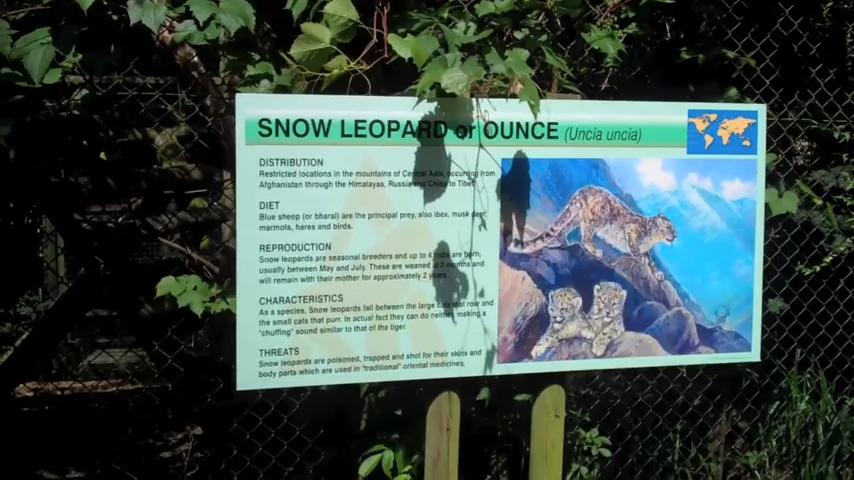 SNOW LEOPARD or OUNCE (Uncia uncia)
DISTRIBUTION
Restricted locations in the mountains of Central Asia, occurring from
Afghanistan through the Himalayas, Russia and China to Tibet.
DIET
Blue sheep (or bharal) are the principal prey, also ibex, musk deer,
marmots, hares and birds.
REPRODUCTION
Snow leopards are seasonal breeders and up to 4 cubs are born,
usually between May and July. These are weaned at 3 months and
will remain with their mother for approximately 2 years.
CHARACTERISTICS
As a species, Snow leopards fall between the large cats that roar and
the small cats that purr. In actual fact they can do neither, making a
"chuffing" sound similar to that of the tiger.
THREATS
Snow leopards are poisoned, trapped and shot for their skins and
body parts which are used in "traditional" oriental medicines.